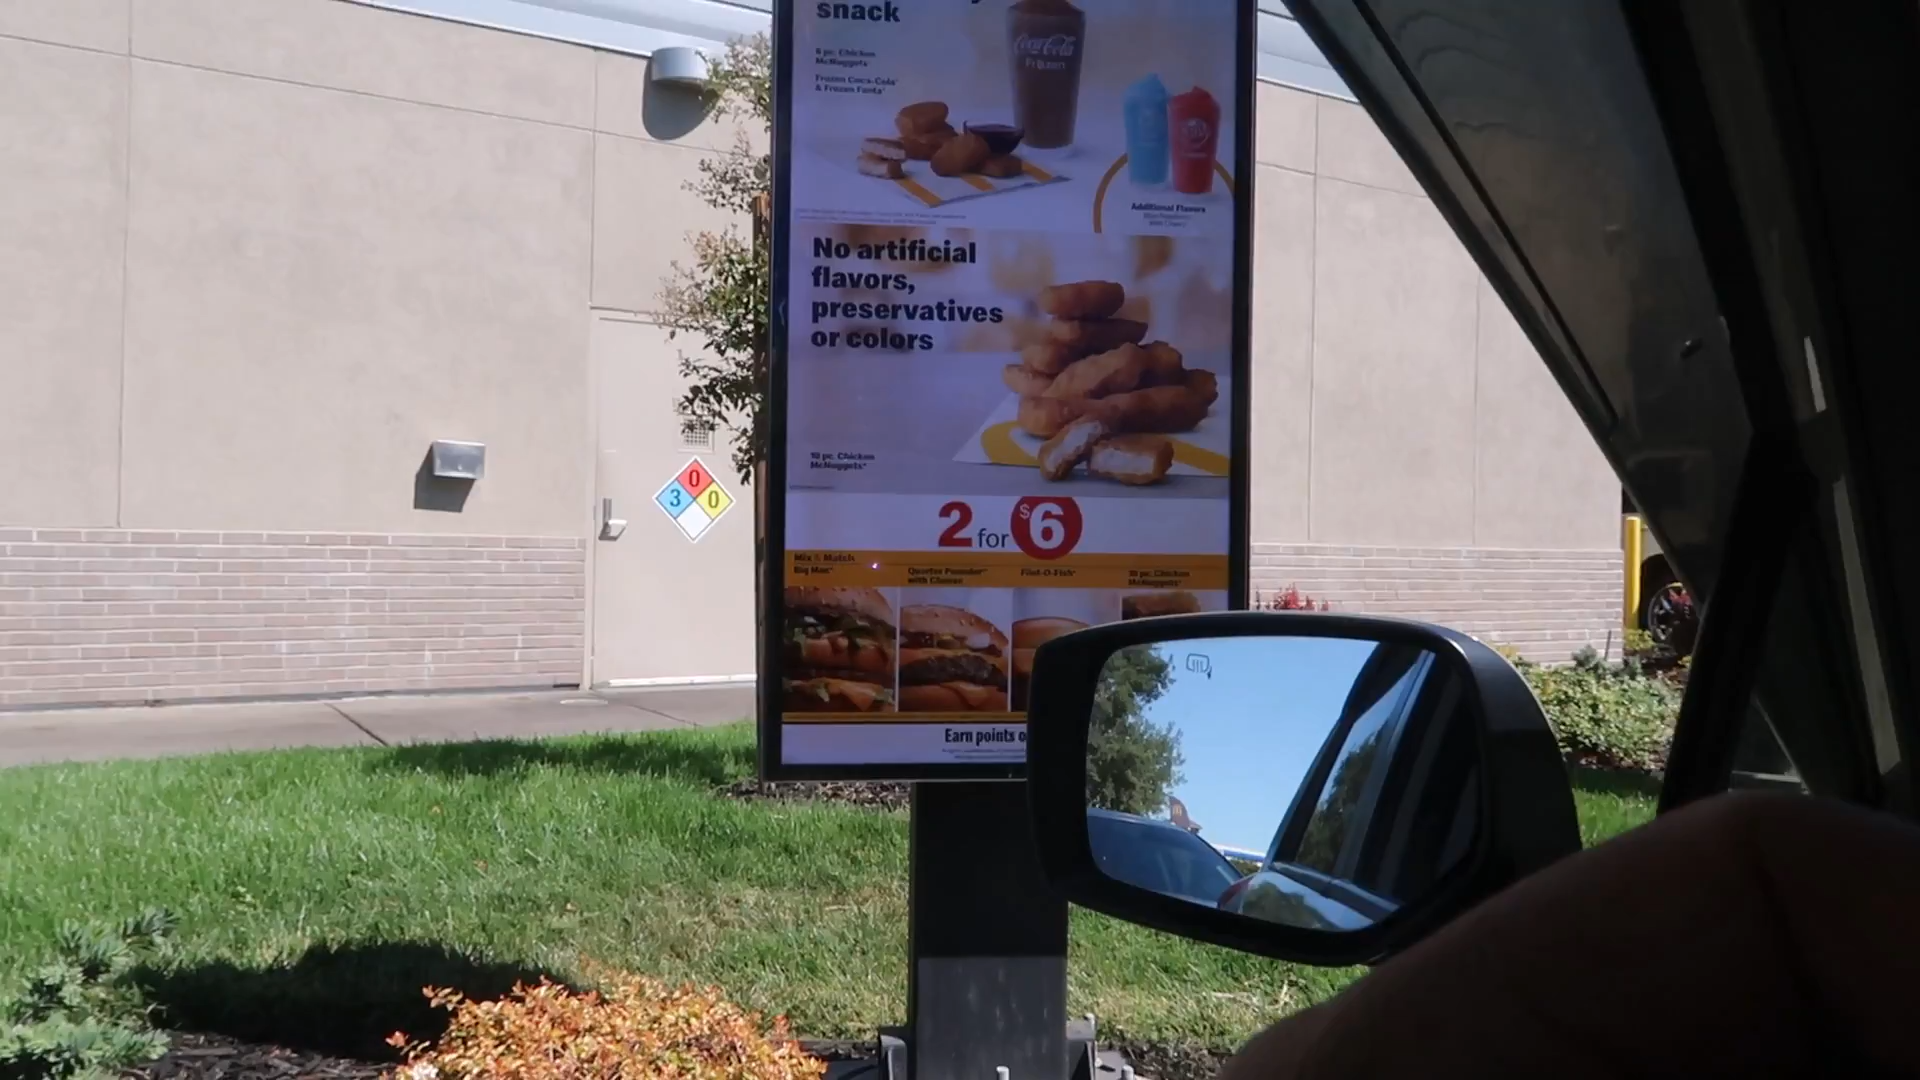 snack
6 pc. Chicken
McNuggets®
Frozen Coca-Cola®
& Frozen Fanta®
Coca-Cola
Frozen
Additional Flavors
No artificial
flavors,
preservatives
or colors
10 pc. Chicken
McNuggets®
0
3
0
2 for $6
Mix & Match
Big Mac®
Quarter Pounder®
with Cheese
Filet-O-Fish®
10 pc. Chicken
McNuggets®
Earn points o